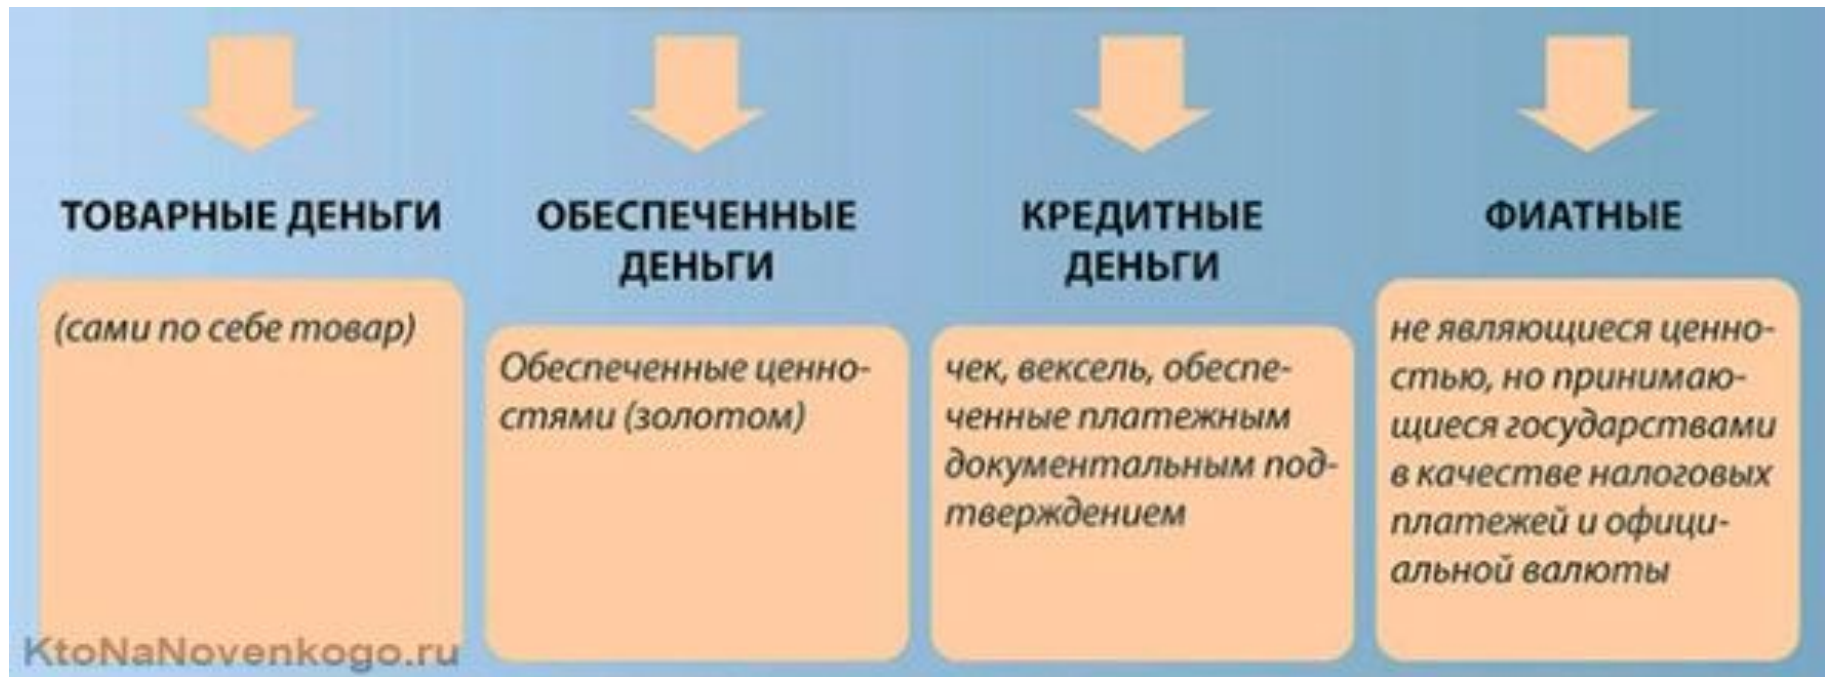 ТОВАРНЫЕ ДЕНЬГИ
(сами по себе товар)
ОБЕСПЕЧЕННЫЕ
ДЕНЬГИ
Обеспеченные ценно-
стями (золотом)
КРЕДИТНЫЕ
ДЕНЬГИ
чек, вексель, обеспе-
ченные платежным
документальным под-
тверждением
ФИАТНЫЕ
не являющиеся ценно-
стью, но принимаю-
щиеся государствами
в качестве налоговых
платежей и офици-
альной валюты
KtoNaNovenkogo.ru